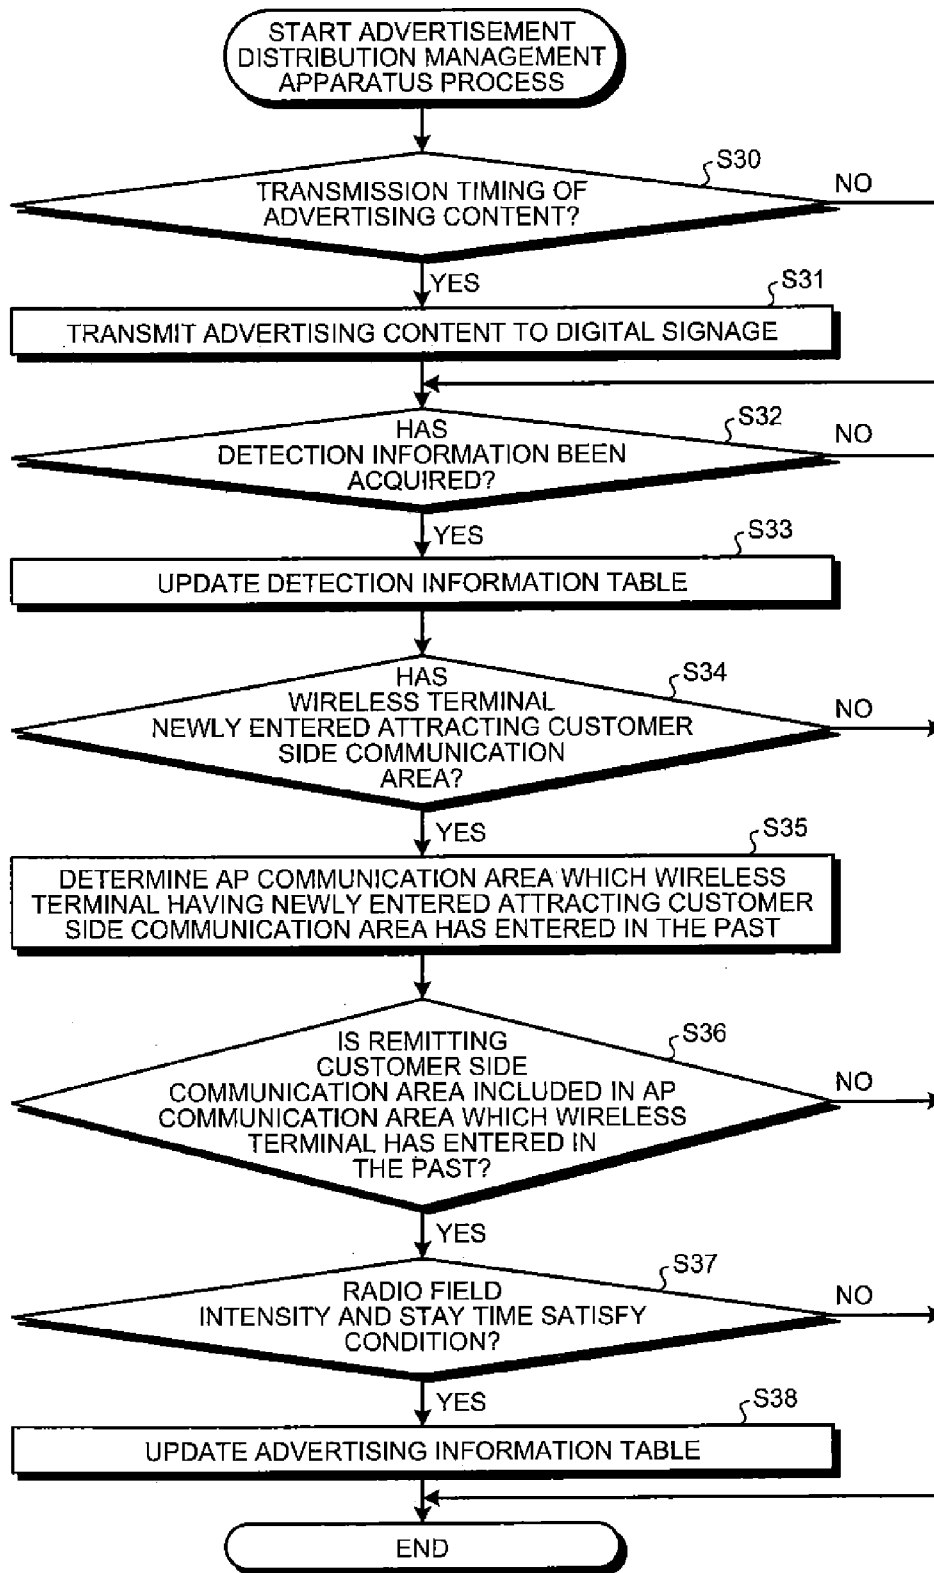 START ADVERTISEMENT
DISTRIBUTION MANAGEMENT
APPARATUS PROCESS
S30
TRANSMISSION TIMING OF
ADVERTISING CONTENT?
NO
YES
S31
TRANSMIT ADVERTISING CONTENT TO DIGITAL SIGNAGE
S32
HAS
DETECTION INFORMATION BEEN
ACQUIRED?
NO
YES
S33
UPDATE DETECTION INFORMATION TABLE
S34
HAS
WIRELESS TERMINAL
NEWLY ENTERED ATTRACTING CUSTOMER
SIDE COMMUNICATION
AREA?
NO
YES
S35
DETERMINE AP COMMUNICATION AREA WHICH WIRELESS
TERMINAL HAVING NEWLY ENTERED ATTRACTING CUSTOMER
SIDE COMMUNICATION AREA HAS ENTERED IN THE PAST
S36
IS REMITTING
CUSTOMER SIDE
COMMUNICATION AREA INCLUDED IN AP
COMMUNICATION AREA WHICH WIRELESS
TERMINAL HAS ENTERED IN
THE PAST?
NO
YES
S37
RADIO FIELD
INTENSITY AND STAY TIME SATISFY
CONDITION?
NO
YES
S38
UPDATE ADVERTISING INFORMATION TABLE
END